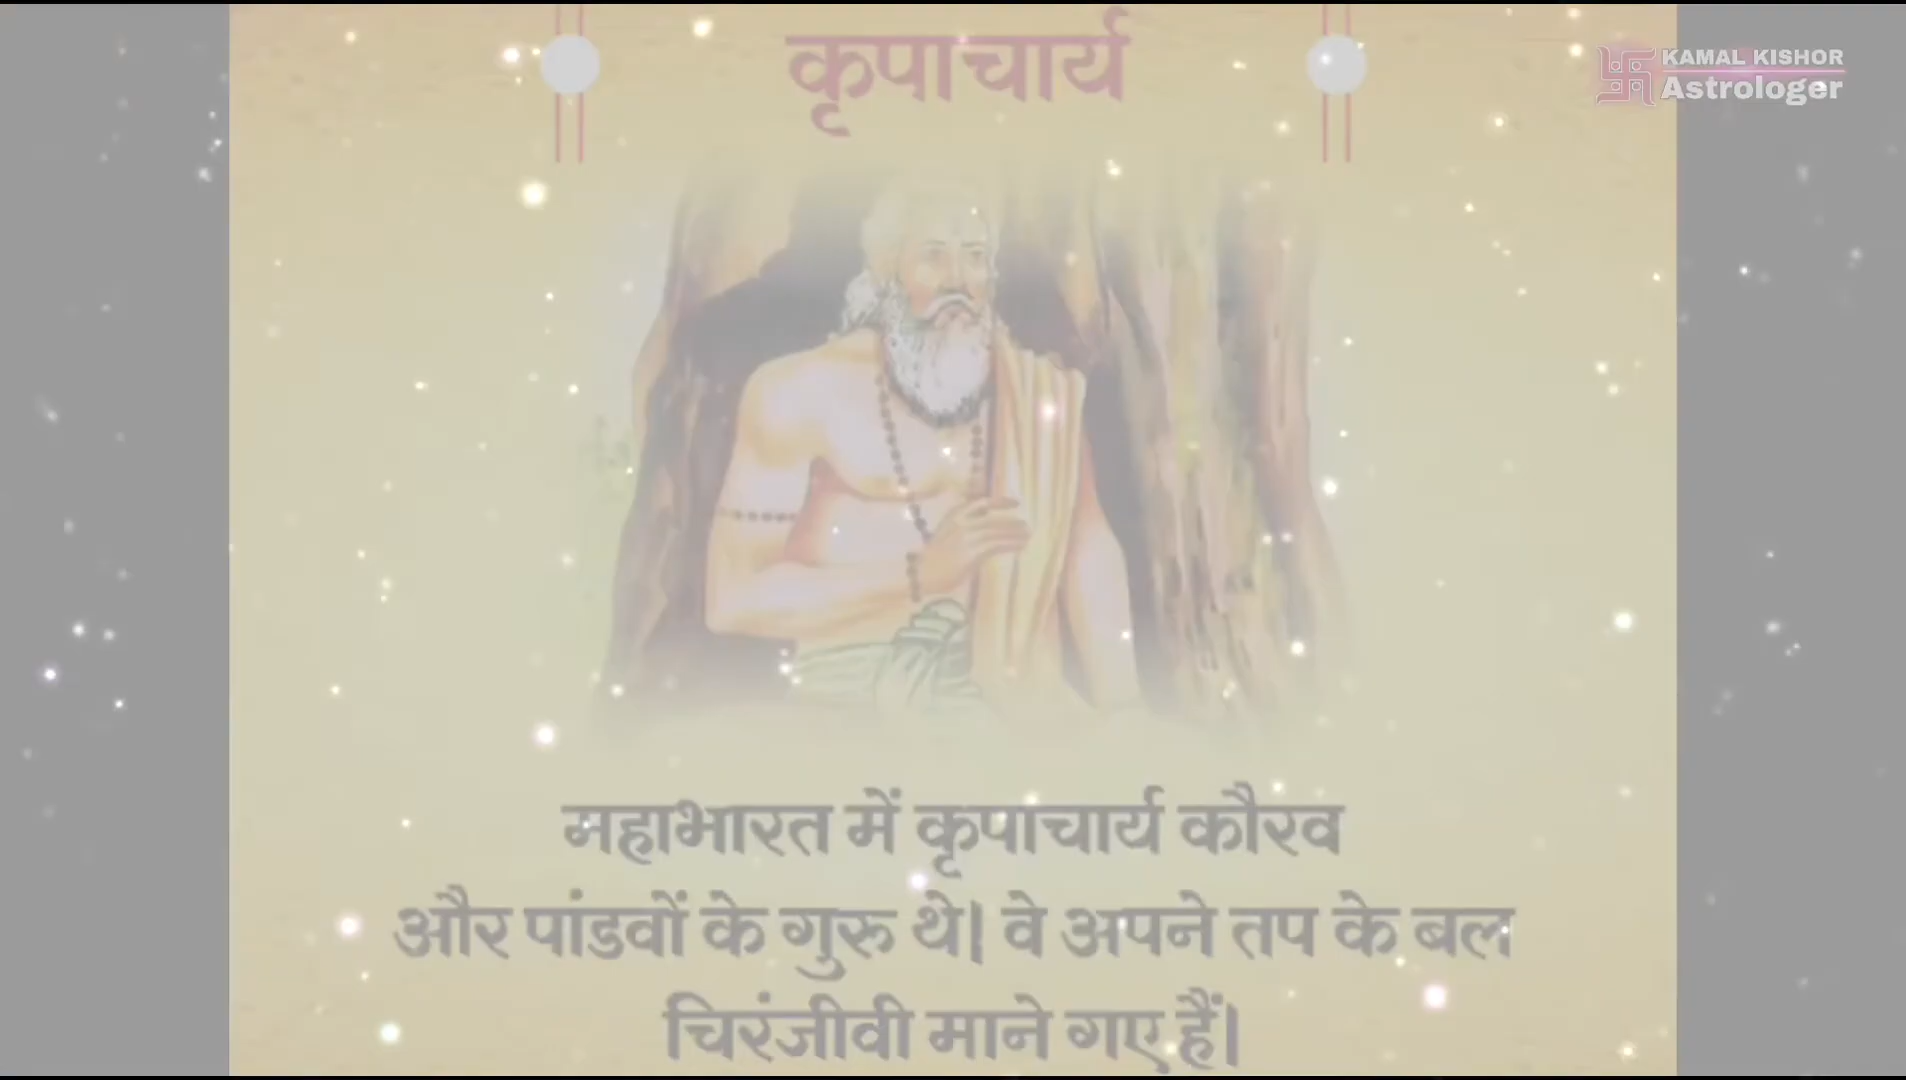 कृपाचार्य
KAMAL KISHOR
Astrologer
महाभारत में कृपाचार्य कौरव
और पांडवों के गुरु थे। वे अपने तप के बल
चिरंजीवी माने गए हैं।